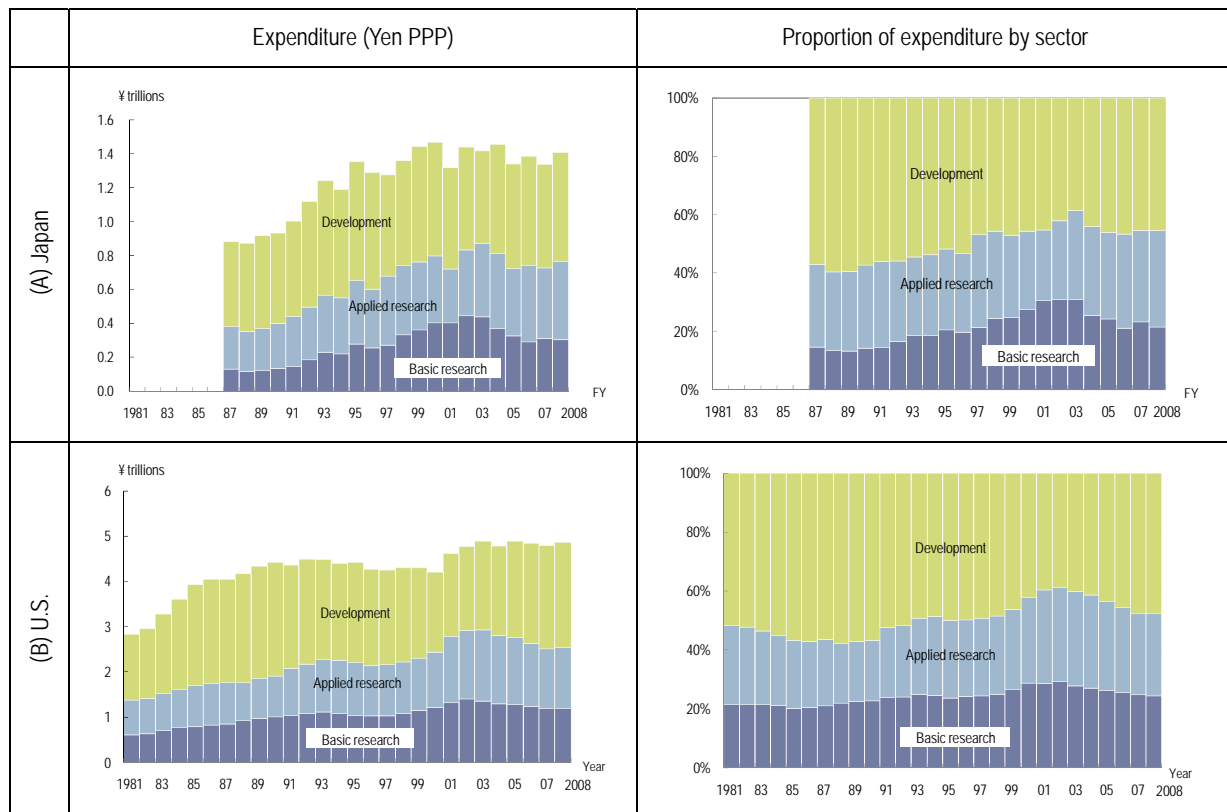 Expenditure (Yen PPP)
Proportion of expenditure by sector
(A) Japan
¥ trillions
1.6
1.4
1.2
1.0
0.8
0.6
0.4
0.2
0.0
Development
Applied research
Basic research
1981 83 85 87 89 91 93 95 97 99 01 03 05 07 2008
FY
100%
80%
60%
40%
20%
0%
Development
Applied research
Basic research
1981 83 85 87 89 91 93 95 97 99 01 03 05 07 2008
FY
(B) U.S.
¥ trillions
6
5
4
3
2
1
0
Development
Applied research
Basic research
1981 83 85 87 89 91 93 95 97 99 01 03 05 07 2008
Year
100%
80%
60%
40%
20%
0%
Development
Applied research
Basic research
1981 83 85 87 89 91 93 95 97 99 01 03 05 07 2008
Year